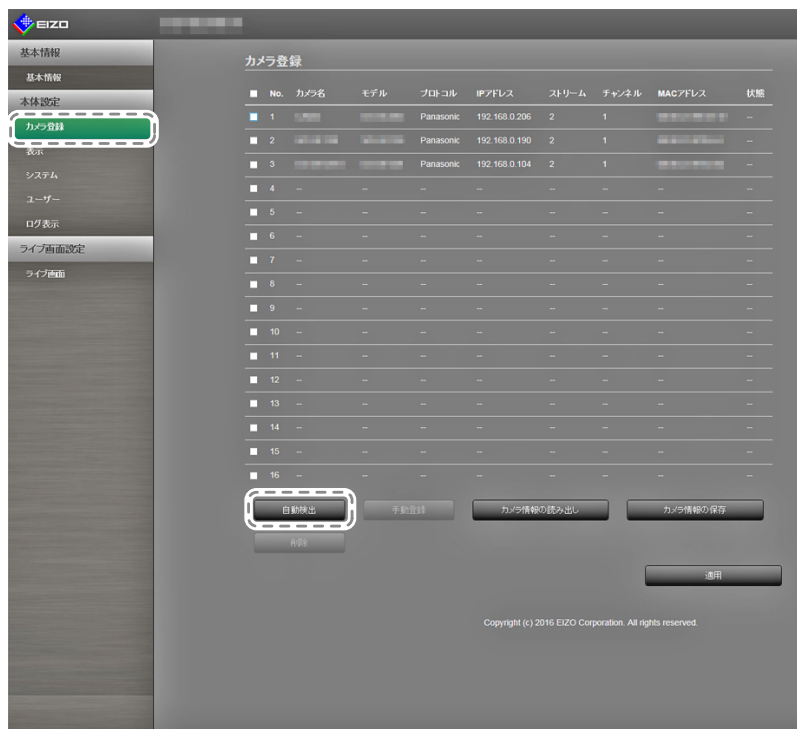 EIZO
基本情報
基本情報
本体設定
カメラ登録
表示
システム
ユーザー
ログ表示
ライブ画面設定
ライブ画面
カメラ登録
No. カメラ名 モデル プロトコル IPアドレス ストリーム チャンネル MACアドレス 状態
1 Panasonic 192.168.0.206 2 1 --
2 Panasonic 192.168.0.190 2 1 --
3 Panasonic 192.168.0.104 2 1 --
4 -- -- -- -- -- -- -- --
5 -- -- -- -- -- -- -- --
6 -- -- -- -- -- -- -- --
7 -- -- -- -- -- -- -- --
8 -- -- -- -- -- -- -- --
9 -- -- -- -- -- -- -- --
10 -- -- -- -- -- -- -- --
11 -- -- -- -- -- -- -- --
12 -- -- -- -- -- -- -- --
13 -- -- -- -- -- -- -- --
14 -- -- -- -- -- -- -- --
15 -- -- -- -- -- -- -- --
16 -- -- -- -- -- -- -- --
自動検出 手動登録 カメラ情報の読み出し カメラ情報の保存
削除
適用
Copyright (c) 2016 EIZO Corporation. All rights reserved.